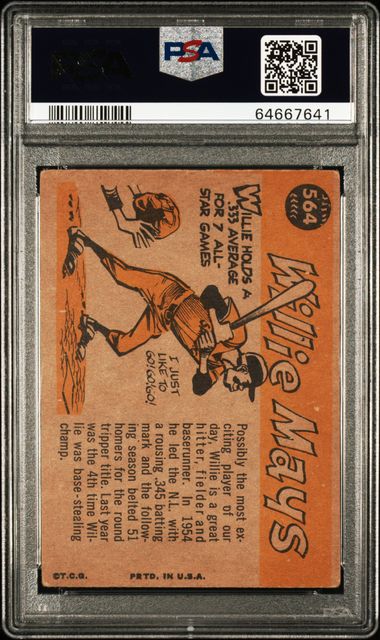 PSA
PSA
64667641
564
Willie Mays
WILLIE HOLDS A
.333 AVERAGE
FOR 7 ALL-
STAR GAMES
I JUST
LIKE TO
GO! GO! GO!
Possibly the most ex-
citing player of our
day, Willie is a great
hitter, fielder and
baserunner. In 1954
he led the N.L. with
a rousing .345 batting
mark and the follow-
ing season belted 51
homers for the round
tripper title. Last year
was the 4th time Wil-
lie was base-stealing
champ.
©T.C.G.
PRTD. IN U.S.A.